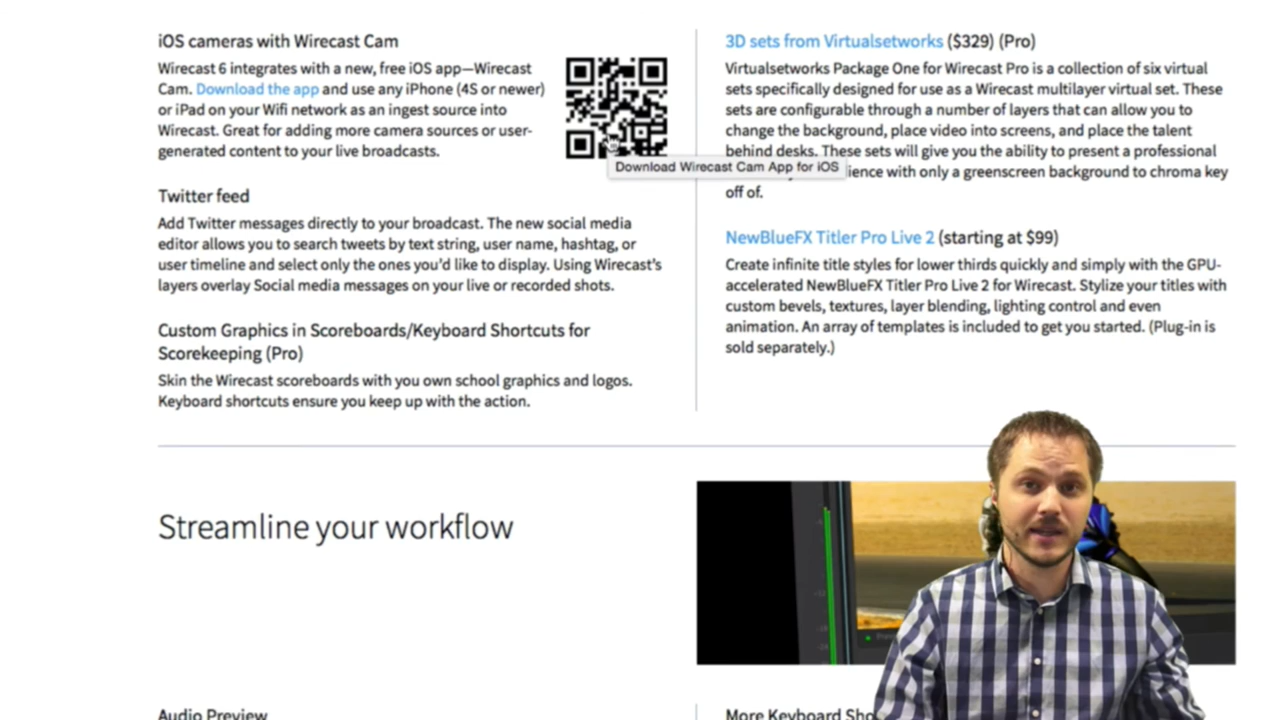 iOS cameras with Wirecast Cam
Wirecast 6 integrates with a new, free iOS app—Wirecast
Cam. Download the app and use any iPhone (4S or newer)
or iPad on your Wifi network as an ingest source into
Wirecast. Great for adding more camera sources or user-
generated content to your live broadcasts.
Download Wirecast Cam App for iOS
Twitter feed
Add Twitter messages directly to your broadcast. The new social media
editor allows you to search tweets by text string, user name, hashtag, or
user timeline and select only the ones you'd like to display. Using Wirecast's
layers overlay Social media messages on your live or recorded shots.
Custom Graphics in Scoreboards/Keyboard Shortcuts for
Scorekeeping (Pro)
Skin the Wirecast scoreboards with you own school graphics and logos.
Keyboard shortcuts ensure you keep up with the action.
3D sets from Virtualsetworks ($329) (Pro)
Virtualsetworks Package One for Wirecast Pro is a collection of six virtual
sets specifically designed for use as a Wirecast multilayer virtual set. These
sets are configurable through a number of layers that can allow you to
change the background, place video into screens, and place the talent
behind desks. These sets will give you the ability to present a professional
ience with only a greenscreen background to chroma key
off of.
NewBlueFX Titler Pro Live 2 (starting at $99)
Create infinite title styles for lower thirds quickly and simply with the GPU-
accelerated NewBlueFX Titler Pro Live 2 for Wirecast. Stylize your titles with
custom bevels, textures, layer blending, lighting control and even
animation. An array of templates is included to get you started. (Plug-in is
sold separately.)
Streamline your workflow
Audio Preview
More Keyboard Sho